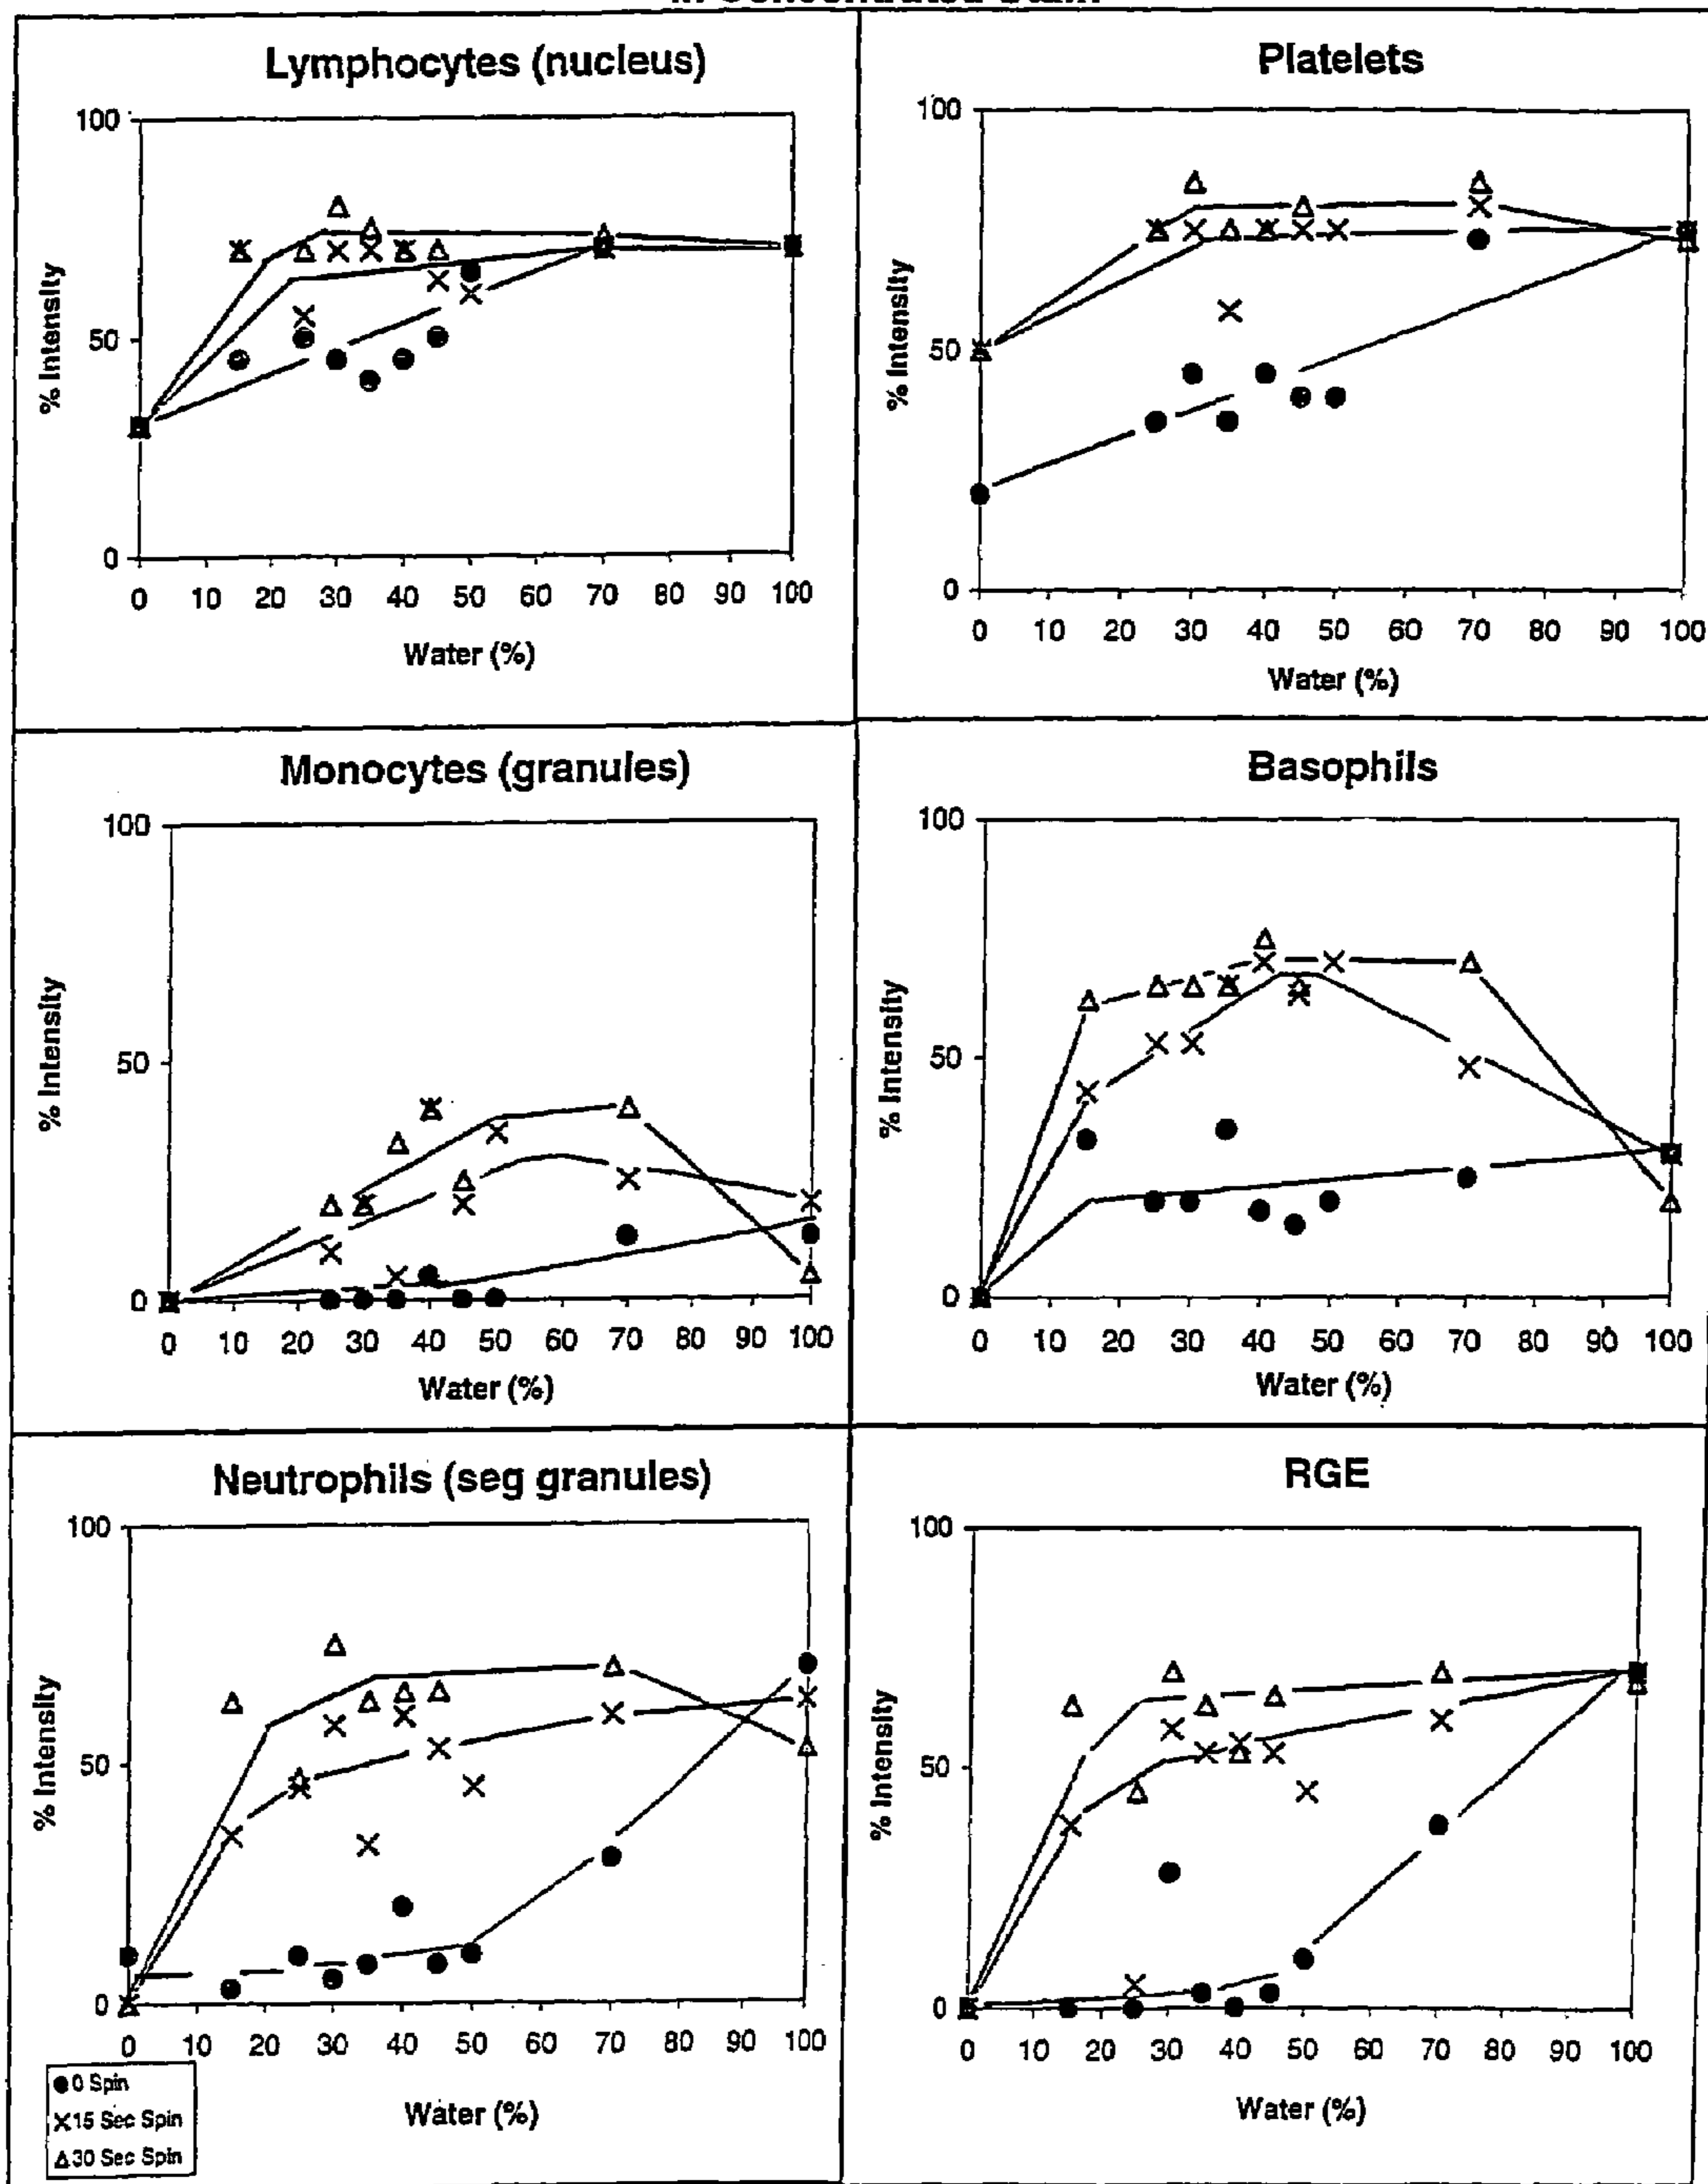 Lymphocytes (nucleus)
100
50
0
% Intensity
0 10 20 30 40 50 60 70 80 90 100
Water (%)
Platelets
100
50
0
% Intensity
0 10 20 30 40 50 60 70 80 90 100
Water (%)
Monocytes (granules)
100
50
0
% Intensity
0 10 20 30 40 50 60 70 80 90 100
Water (%)
Basophils
100
50
0
% Intensity
0 10 20 30 40 50 60 70 80 90 100
Water (%)
Neutrophils (seg granules)
100
50
0
% Intensity
0 10 20 30 40 50 60 70 80 90 100
Water (%)
0 Spin
15 Sec Spin
30 Sec Spin
RGE
100
50
0
% Intensity
0 10 20 30 40 50 60 70 80 90 100
Water (%)